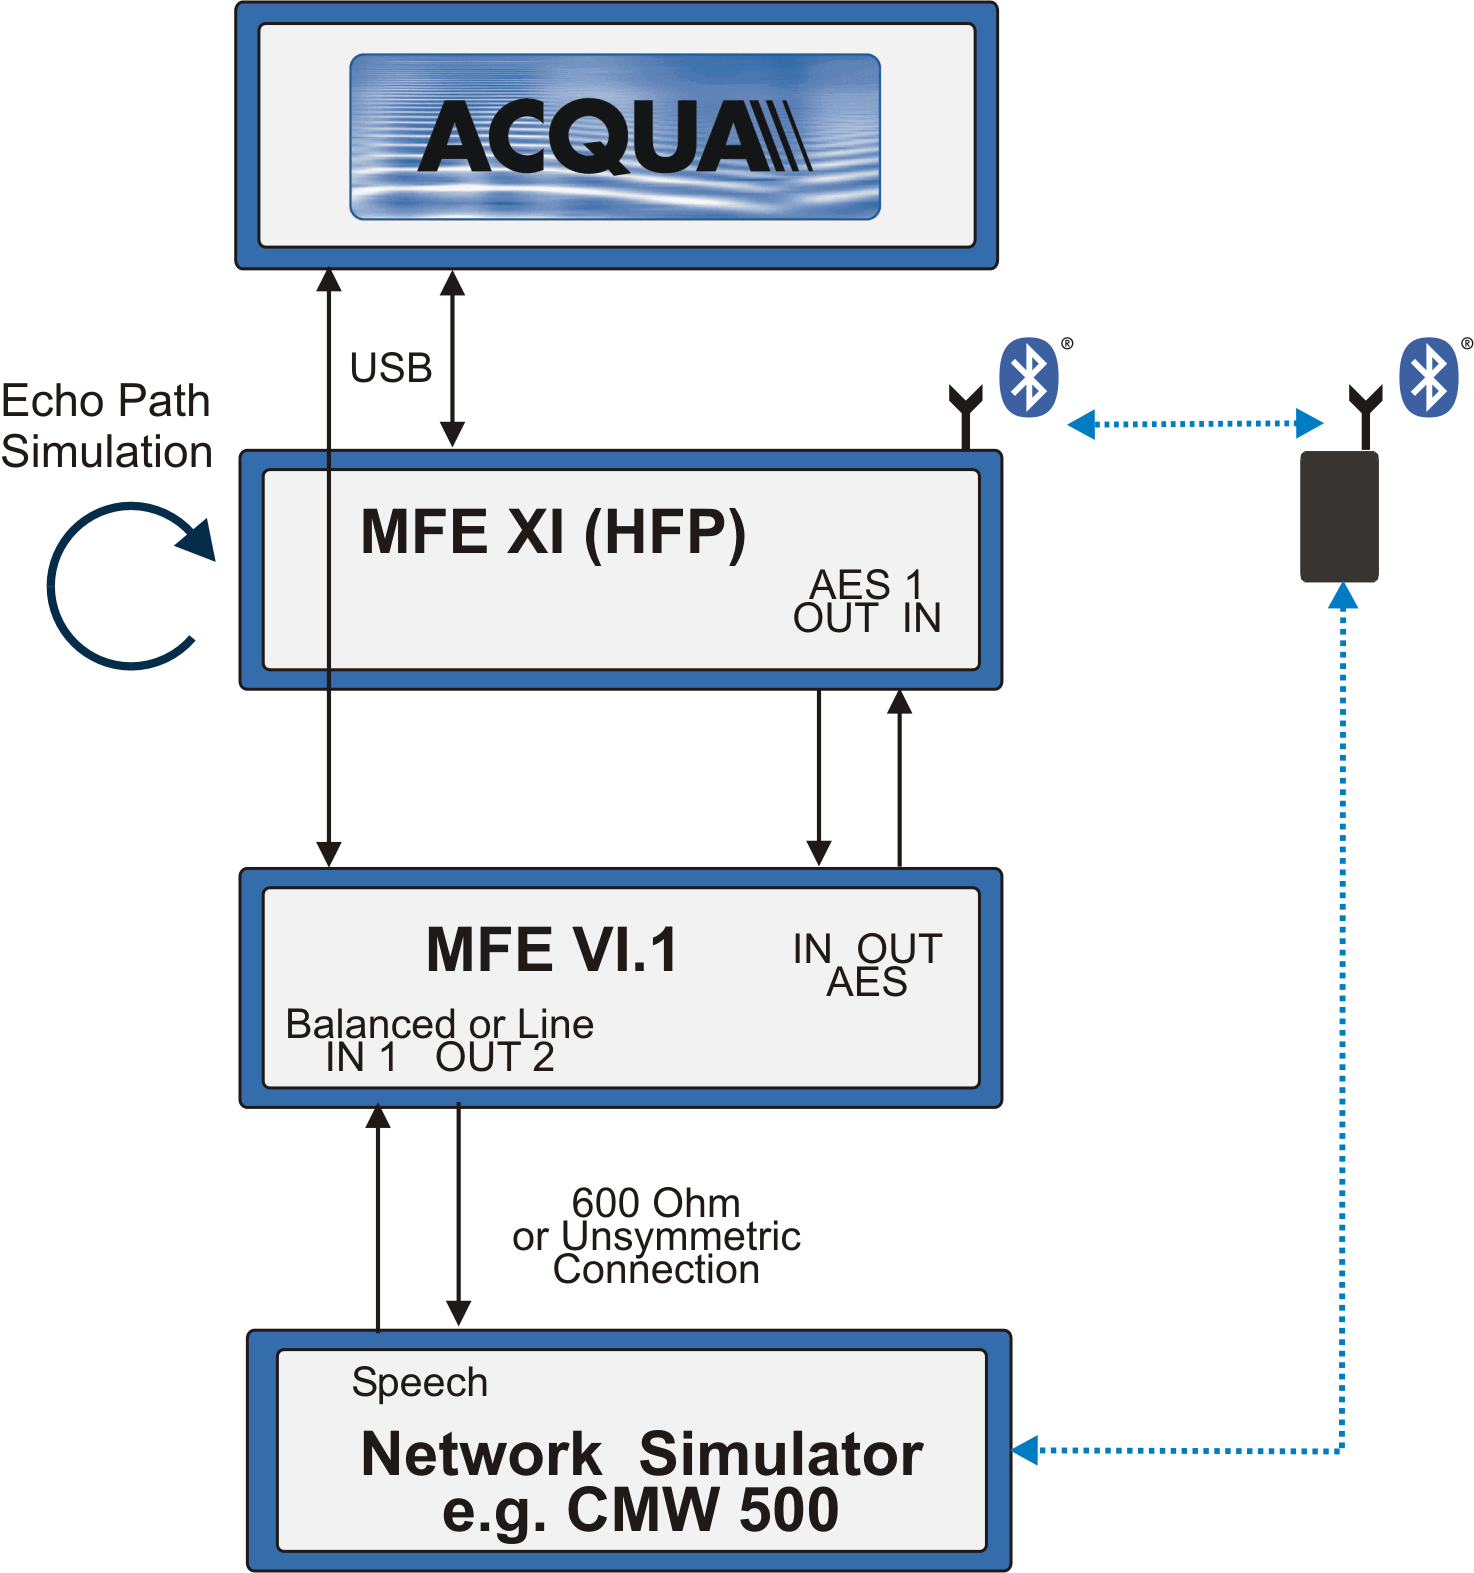 ACQUA
USB
®
®
Echo Path
Simulation
MFE XI (HFP)
AES 1
OUT IN
MFE VI.1
IN OUT
AES
Balanced or Line
IN 1 OUT 2
600 Ohm
or Unsymmetric
Connection
Speech
Network Simulator
e.g. CMW 500